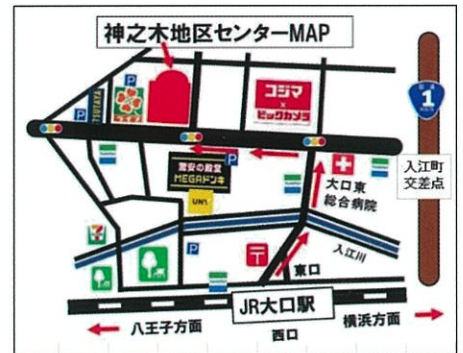 神之木地区センターMAP
P
TSUTAYA
コジマ
×
ビックカメラ
1
入江町
交差点
P
P
驚安の殿堂
MEGAドンキ
大口東
総合病院
入江川
P
〒
東口
JR大口駅
八王子方面
西口
横浜方面